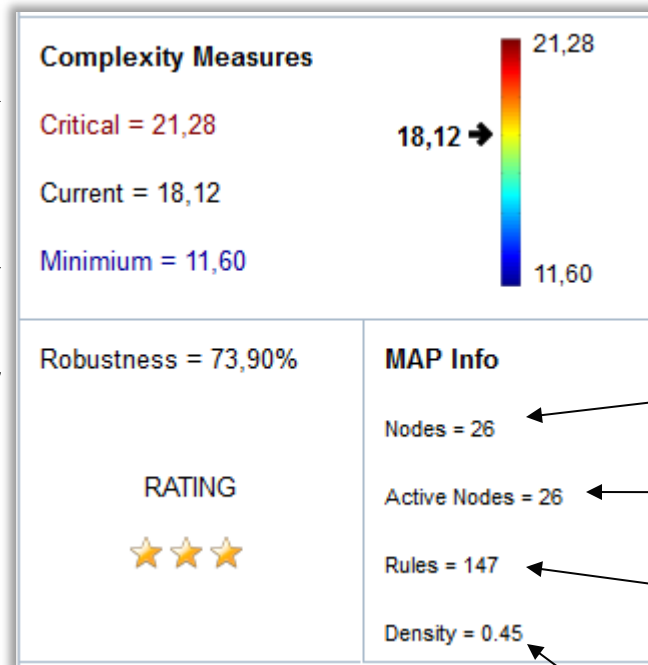 Complexity Measures
21,28
Critical = 21,28
18,12
Current = 18,12
Minimium = 11,60
11,60
Robustness = 73,90%
MAP Info
Nodes = 26
RATING
Active Nodes = 26
Rules = 147
Density = 0.45